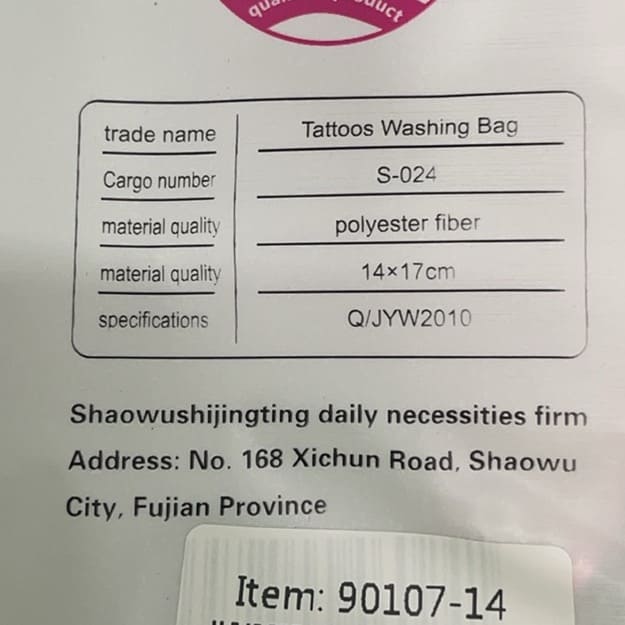 product
trade name Tattoos Washing Bag
Cargo number S-024
material quality polyester fiber
material quality 14×17cm
specifications Q/JYW2010
Shaowushijingting daily necessities firm
Address: No. 168 Xichun Road, Shaowu
City, Fujian Province
Item: 90107-14